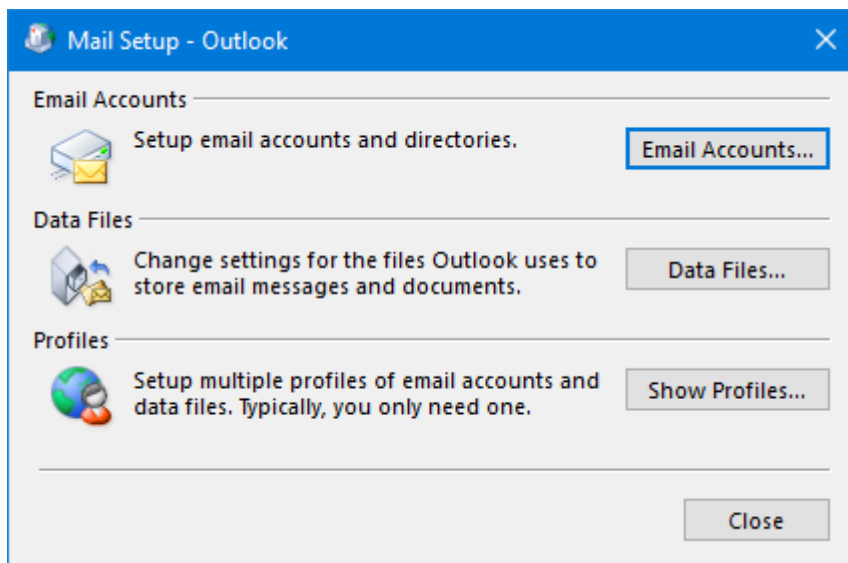 Mail Setup - Outlook
Email Accounts
Setup email accounts and directories.
Email Accounts...
Data Files
Change settings for the files Outlook uses to
store email messages and documents.
Data Files...
Profiles
Setup multiple profiles of email accounts and
data files. Typically, you only need one.
Show Profiles...
Close